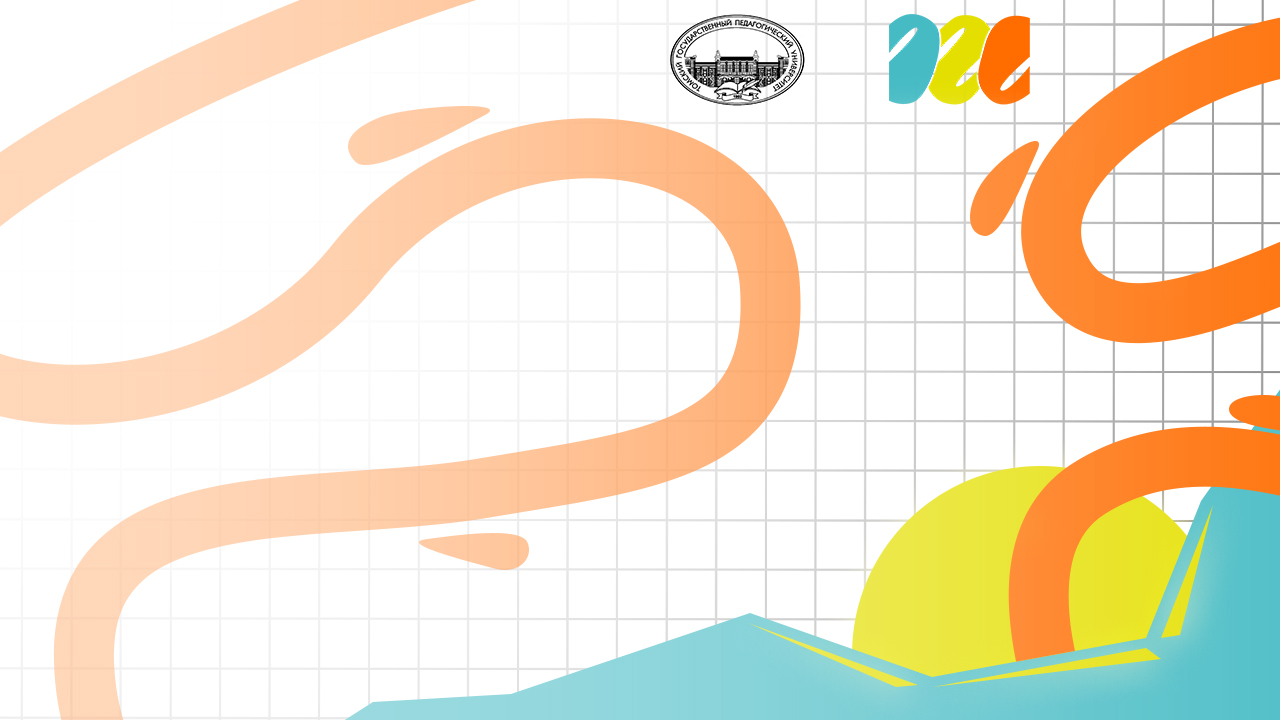 ТОМСКИЙ ГОСУДАРСТВЕННЫЙ ПЕДАГОГИЧЕСКИЙ УНИВЕРСИТЕТ